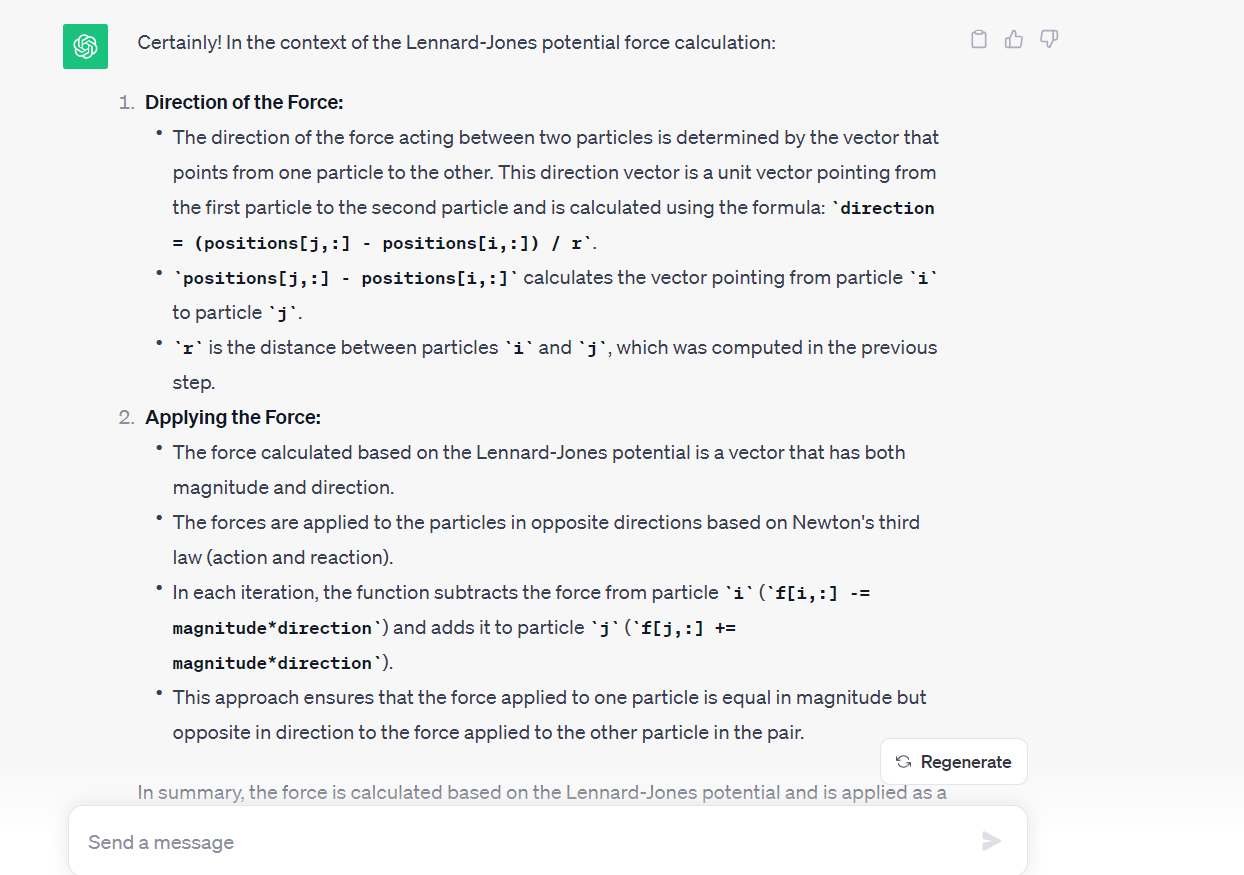 Certainly! In the context of the Lennard-Jones potential force calculation:
1. Direction of the Force:
• The direction of the force acting between two particles is determined by the vector that
points from one particle to the other. This direction vector is a unit vector pointing from
the first particle to the second particle and is calculated using the formula: `direction
= (positions[j,:] - positions[i,:]) / r`.
• `positions[j,:] - positions[i,:]` calculates the vector pointing from particle `i`
to particle `j`.
• `r` is the distance between particles `i` and `j`, which was computed in the previous
step.
2. Applying the Force:
• The force calculated based on the Lennard-Jones potential is a vector that has both
magnitude and direction.
• The forces are applied to the particles in opposite directions based on Newton's third
law (action and reaction).
• In each iteration, the function subtracts the force from particle `i` (`f[i,:] -=
magnitude*direction`) and adds it to particle `j` (`f[j,:] +=
magnitude*direction`).
• This approach ensures that the force applied to one particle is equal in magnitude but
opposite in direction to the force applied to the other particle in the pair.
Regenerate
In summary, the force is calculated based on the Lennard-Jones potential and is applied as a
Send a message